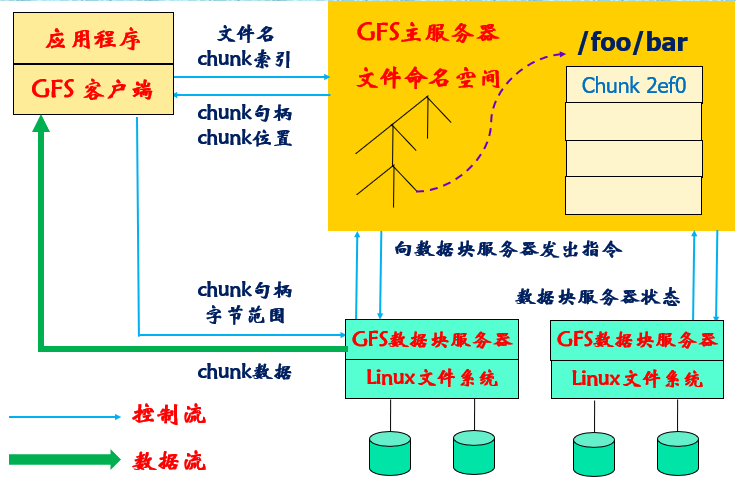 应用程序
GFS 客户端
文件名
chunk索引
chunk句柄
chunk位置
GFS主服务器
文件命名空间
/foo/bar
Chunk 2ef0
向数据块服务器发出指令
数据块服务器状态
chunk句柄
字节范围
chunk数据
GFS数据块服务器
Linux文件系统
GFS数据块服务器
Linux文件系统
控制流
数据流